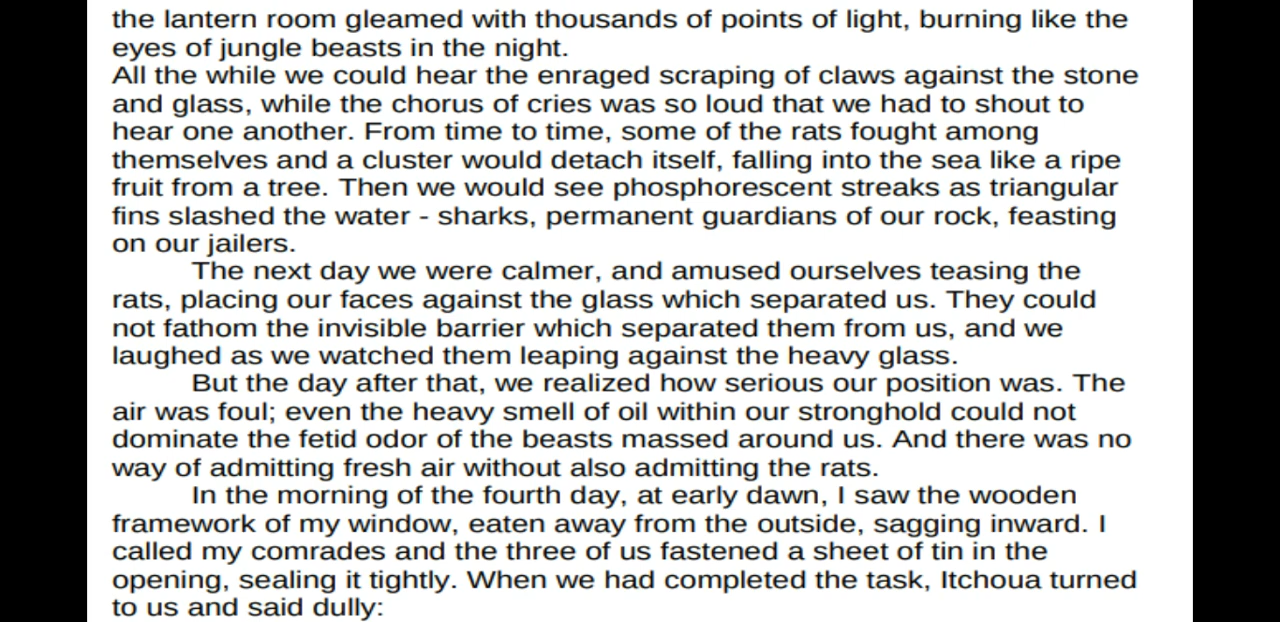 the lantern room gleamed with thousands of points of light, burning like the
eyes of jungle beasts in the night.
All the while we could hear the enraged scraping of claws against the stone
and glass, while the chorus of cries was so loud that we had to shout to
hear one another. From time to time, some of the rats fought among
themselves and a cluster would detach itself, falling into the sea like a ripe
fruit from a tree. Then we would see phosphorescent streaks as triangular
fins slashed the water - sharks, permanent guardians of our rock, feasting
on our jailers.
The next day we were calmer, and amused ourselves teasing the
rats, placing our faces against the glass which separated us. They could
not fathom the invisible barrier which separated them from us, and we
laughed as we watched them leaping against the heavy glass.
But the day after that, we realized how serious our position was. The
air was foul; even the heavy smell of oil within our stronghold could not
dominate the fetid odor of the beasts massed around us. And there was no
way of admitting fresh air without also admitting the rats.
In the morning of the fourth day, at early dawn, I saw the wooden
framework of my window, eaten away from the outside, sagging inward. I
called my comrades and the three of us fastened a sheet of tin in the
opening, sealing it tightly. When we had completed the task, Itchoua turned
to us and said dully: